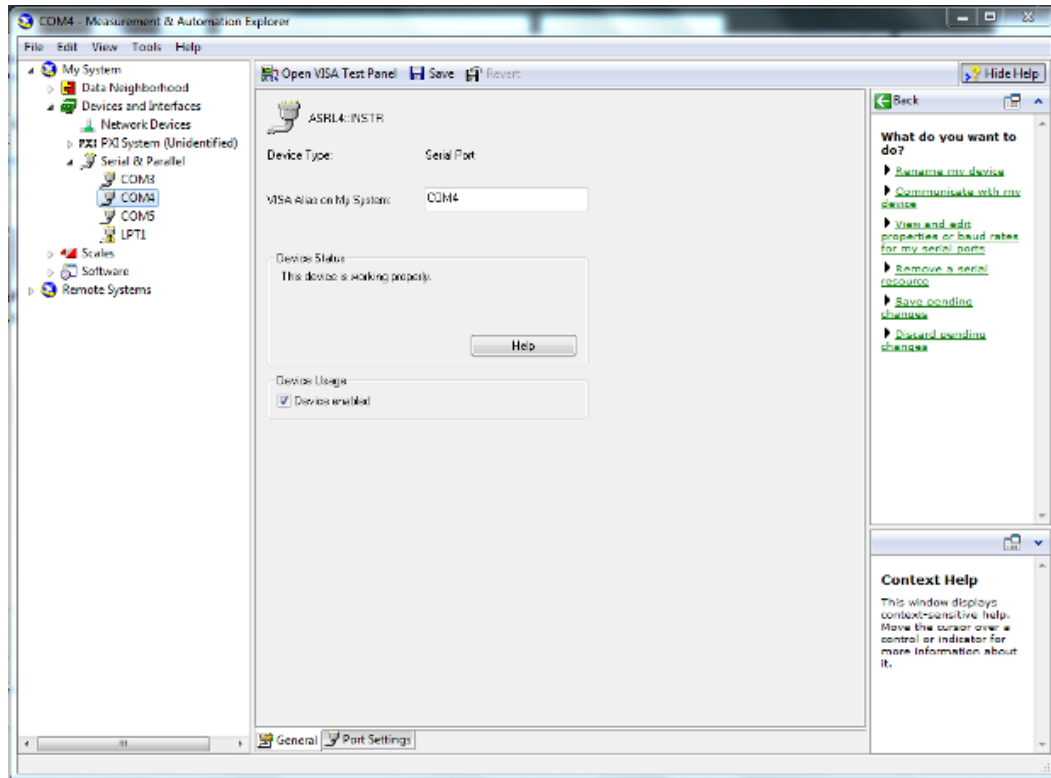 COM4 - Measurement & Automation Explorer
File Edit View Tools Help
My System
Data Neighborhood
Devices and Interfaces
Network Devices
PXI PXI System (Unidentified)
Serial & Parallel
COM3
COM4
COM5
LPT1
Scales
Software
Remote Systems
Open VISA Test Panel Save Revert
Hide Help
ASRL4::INSTR
Device Type: Serial Port
VISA Alias on My System: COM4
Device Status
This device is working properly.
Help
Device Usage
Device enabled
General Port Settings
Back
What do you want to
do?
Rename my device
Communicate with my
device
View and edit
properties or baud rates
for my serial ports
Remove a serial
resource
Save pending
changes
Discard pending
changes
Context Help
This window displays
context-sensitive help.
Move the cursor over a
control or indicator for
more information about
it.